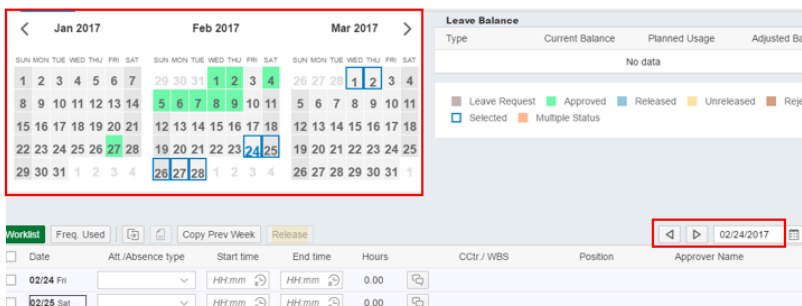 Jan 2017 Feb 2017 Mar 2017
SUN MON TUE WED THU FRI SAT SUN MON TUE WED THU FRI SAT SUN MON TUE WED THU FRI SAT
1 2 3 4 5 6 7 29 30 31 1 2 3 4 26 27 28 1 2 3 4
8 9 10 11 12 13 14 5 6 7 8 9 10 11 5 6 7 8 9 10 11
15 16 17 18 19 20 21 12 13 14 15 16 17 18 12 13 14 15 16 17 18
22 23 24 25 26 27 28 19 20 21 22 23 24 25 19 20 21 22 23 24 25
29 30 31 1 2 3 4 26 27 28 1 2 3 4 26 27 28 29 30 31 1
Leave Balance
Type Current Balance Planned Usage Adjusted Ba
No data
Leave Request Approved Released Unreleased Reje
Selected Multiple Status
Worklist Freq. Used Copy Prev Week Release 02/24/2017
Date Att./Absence type Start time End time Hours CCtr./ WBS Position Approver Name
02/24 Fri HH:mm HH:mm 0.00
02/25 Sat HH:mm HH:mm 0.00